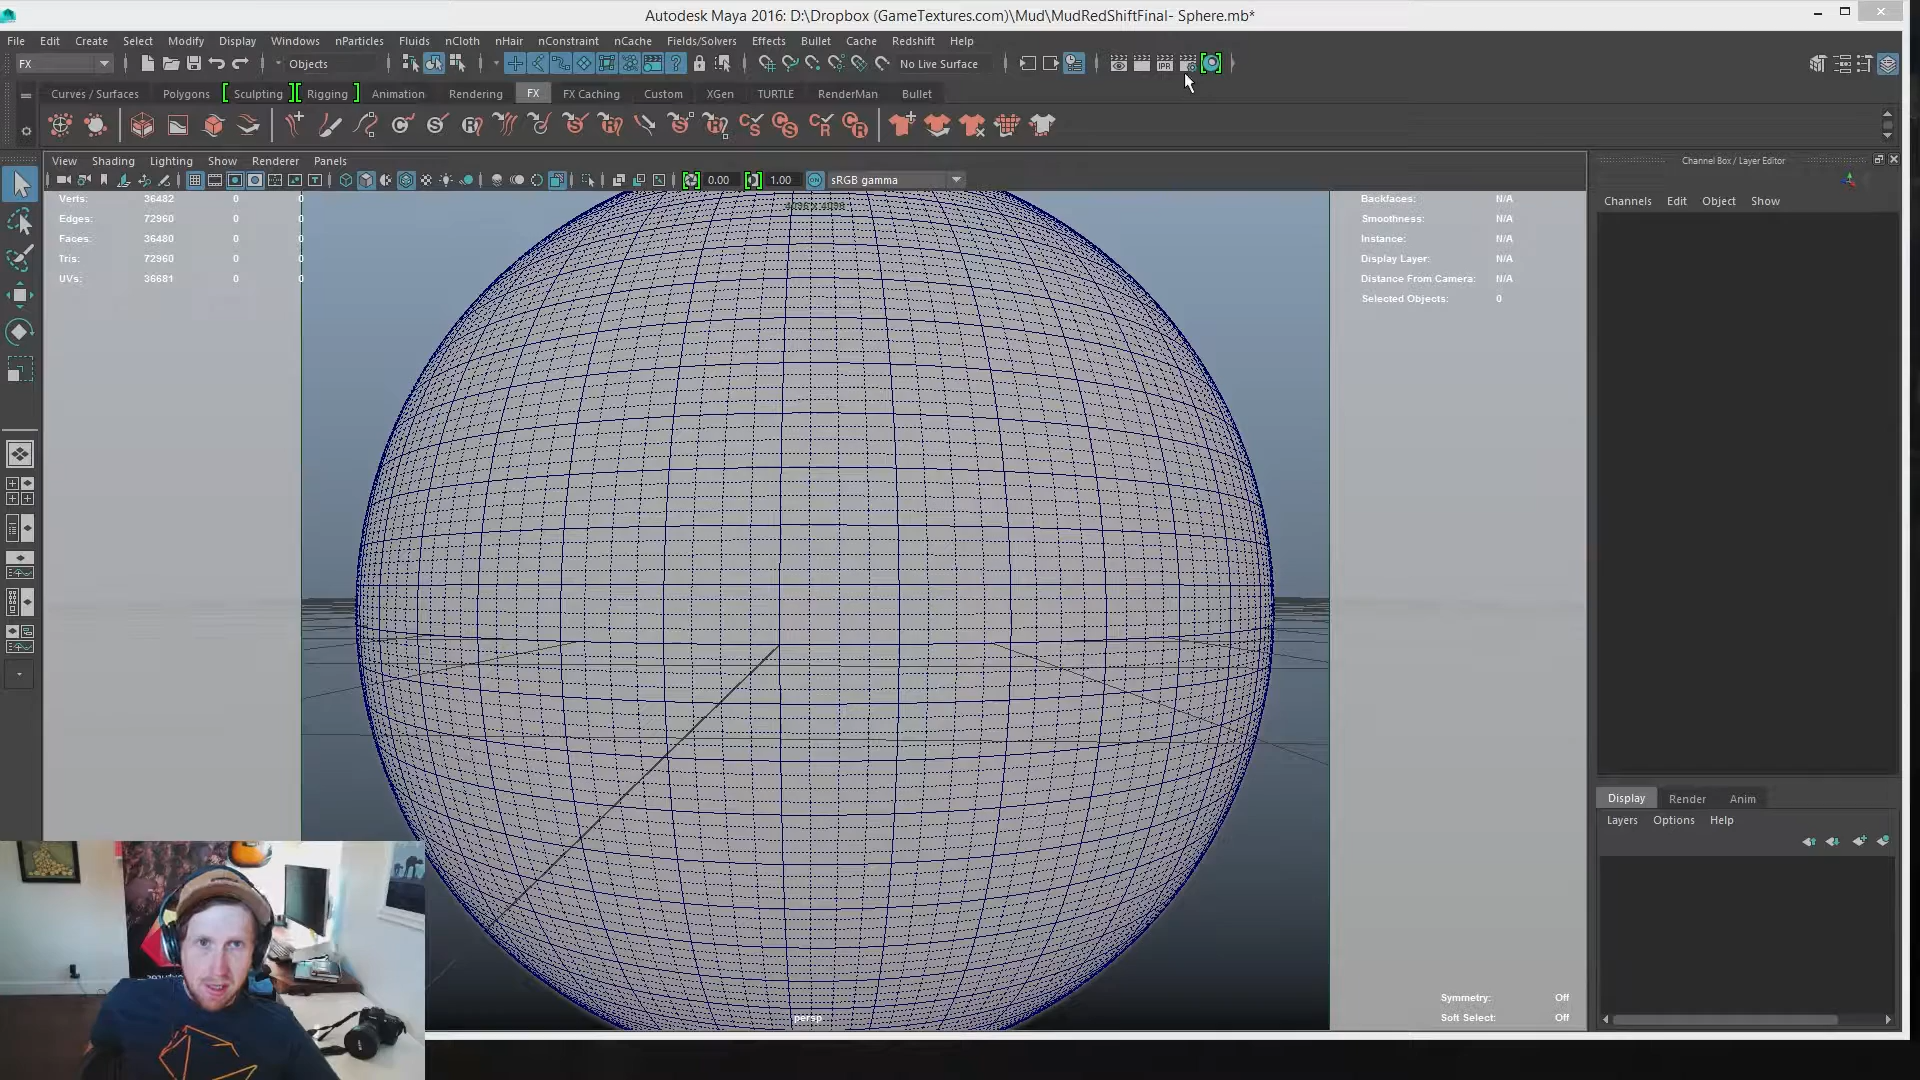 Autodesk Maya 2016: D:\Dropbox (GameTextures.com)\Mud\MudRedShiftFinal- Sphere.mb*
File Edit Create Select Modify Display Windows nParticles Fluids nCloth nHair nConstraint nCache Fields/Solvers Effects Bullet Cache Redshift Help
FX Objects No Live Surface
Curves / Surfaces Polygons Sculpting Rigging Animation Rendering FX FX Caching Custom XGen TURTLE RenderMan Bullet
View Shading Lighting Show Renderer Panels
0.00 1.00 sRGB gamma
Channel Box / Layer Editor
Channels Edit Object Show
Verts: 36482 0 0
Edges: 72960 0 0
Faces: 36480 0 0
Tris: 72960 0 0
UVs: 36681 0 0
4096 x 4096
Backfaces: N/A
Smoothness: N/A
Instance: N/A
Display Layer: N/A
Distance From Camera: N/A
Selected Objects: 0
Display Render Anim
Layers Options Help
Symmetry: Off
Soft Select: Off
persp